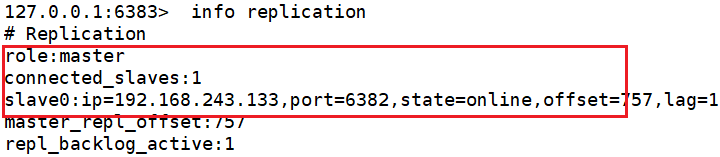 127.0.0.1:6383>  info replication
# Replication
role:master
connected_slaves:1
slave0:ip=192.168.243.133,port=6382,state=online,offset=757,lag=1
master_repl_offset:757
repl_backlog_active:1